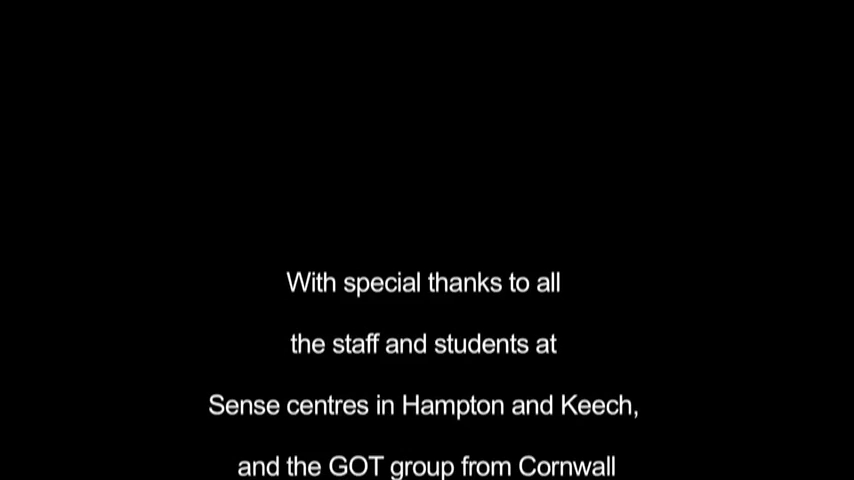 With special thanks to all
the staff and students at
Sense centres in Hampton and Keech,
and the GOT group from Cornwall